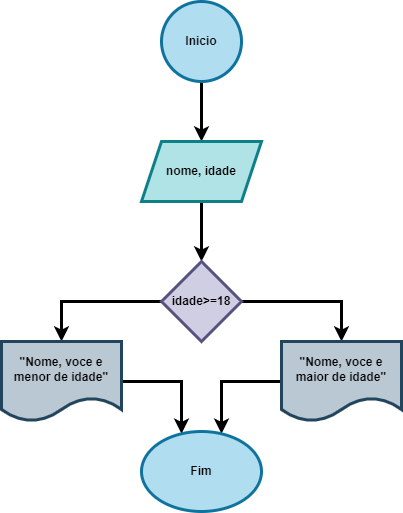 Inicio
nome, idade
idade>=18
"Nome, voce e
menor de idade"
"Nome, voce e
maior de idade"
Fim